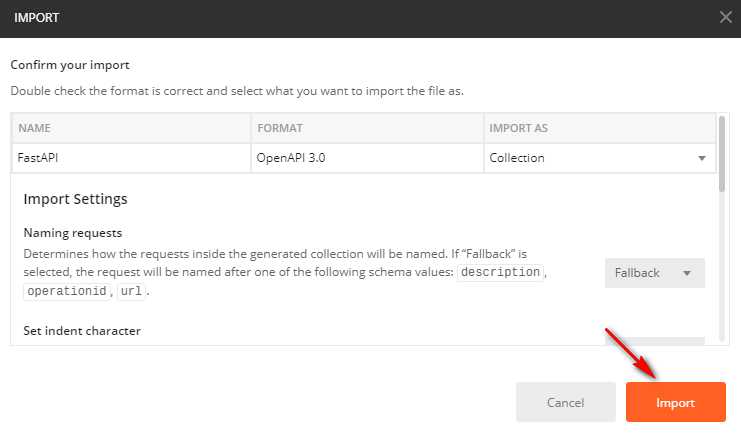 IMPORT
Confirm your import
Double check the format is correct and select what you want to import the file as.
NAME FORMAT IMPORT AS
FastAPI OpenAPI 3.0 Collection
Import Settings
Naming requests
Determines how the requests inside the generated collection will be named. If “Fallback” is
selected, the request will be named after one of the following schema values: description,
operationid, url.
Fallback
Set indent character
Cancel Import